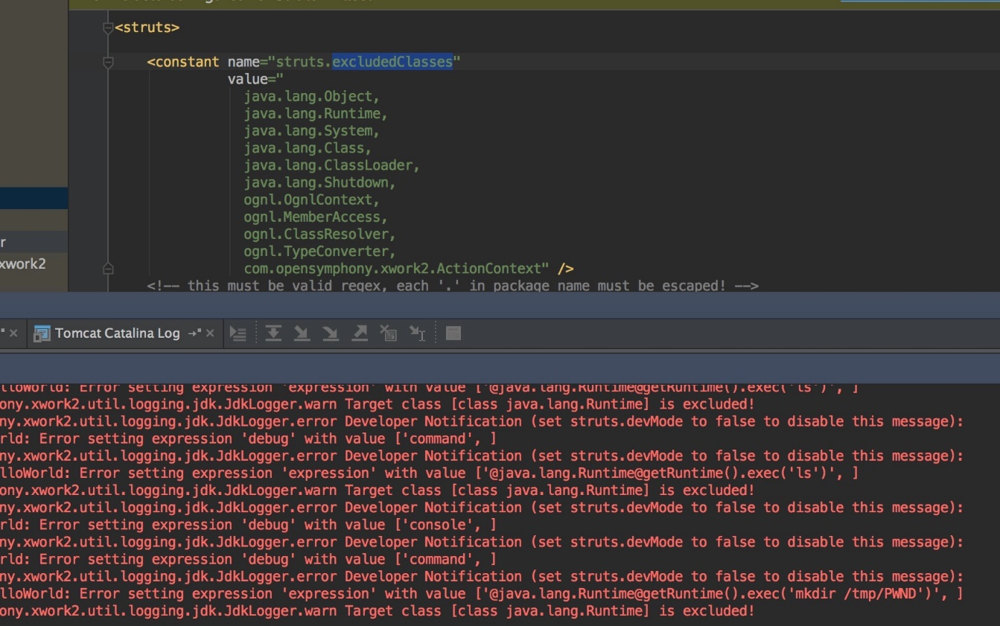 <struts>
<constant name="struts.excludedClasses"
value="
java.lang.Object,
java.lang.Runtime,
java.lang.System,
java.lang.Class,
java.lang.ClassLoader,
java.lang.Shutdown,
ognl.OgnlContext,
ognl.MemberAccess,
r
ognl.ClassResolver,
ognl.TypeConverter,
xwork2
com.opensymphony.xwork2.ActionContext" />
<!-- this must be valid regex, each '.' in package name must be escaped! -->
Tomcat Catalina Log
lloWorld: Error setting expression 'expression' with value ['@java.lang.Runtime@getRuntime().exec('ls')', ]
ony.xwork2.util.logging.jdk.JdkLogger.warn Target class [class java.lang.Runtime] is excluded!
ny.xwork2.util.logging.jdk.JdkLogger.error Developer Notification (set struts.devMode to false to disable this message):
rld: Error setting expression 'debug' with value ['command', ]
ny.xwork2.util.logging.jdk.JdkLogger.error Developer Notification (set struts.devMode to false to disable this message):
lloWorld: Error setting expression 'expression' with value ['@java.lang.Runtime@getRuntime().exec('ls')', ]
ony.xwork2.util.logging.jdk.JdkLogger.warn Target class [class java.lang.Runtime] is excluded!
ny.xwork2.util.logging.jdk.JdkLogger.error Developer Notification (set struts.devMode to false to disable this message):
rld: Error setting expression 'debug' with value ['console', ]
ny.xwork2.util.logging.jdk.JdkLogger.error Developer Notification (set struts.devMode to false to disable this message):
rld: Error setting expression 'debug' with value ['command', ]
ny.xwork2.util.logging.jdk.JdkLogger.error Developer Notification (set struts.devMode to false to disable this message):
lloWorld: Error setting expression 'expression' with value ['@java.lang.Runtime@getRuntime().exec('mkdir /tmp/PWND')', ]
ony.xwork2.util.logging.jdk.JdkLogger.warn Target class [class java.lang.Runtime] is excluded!